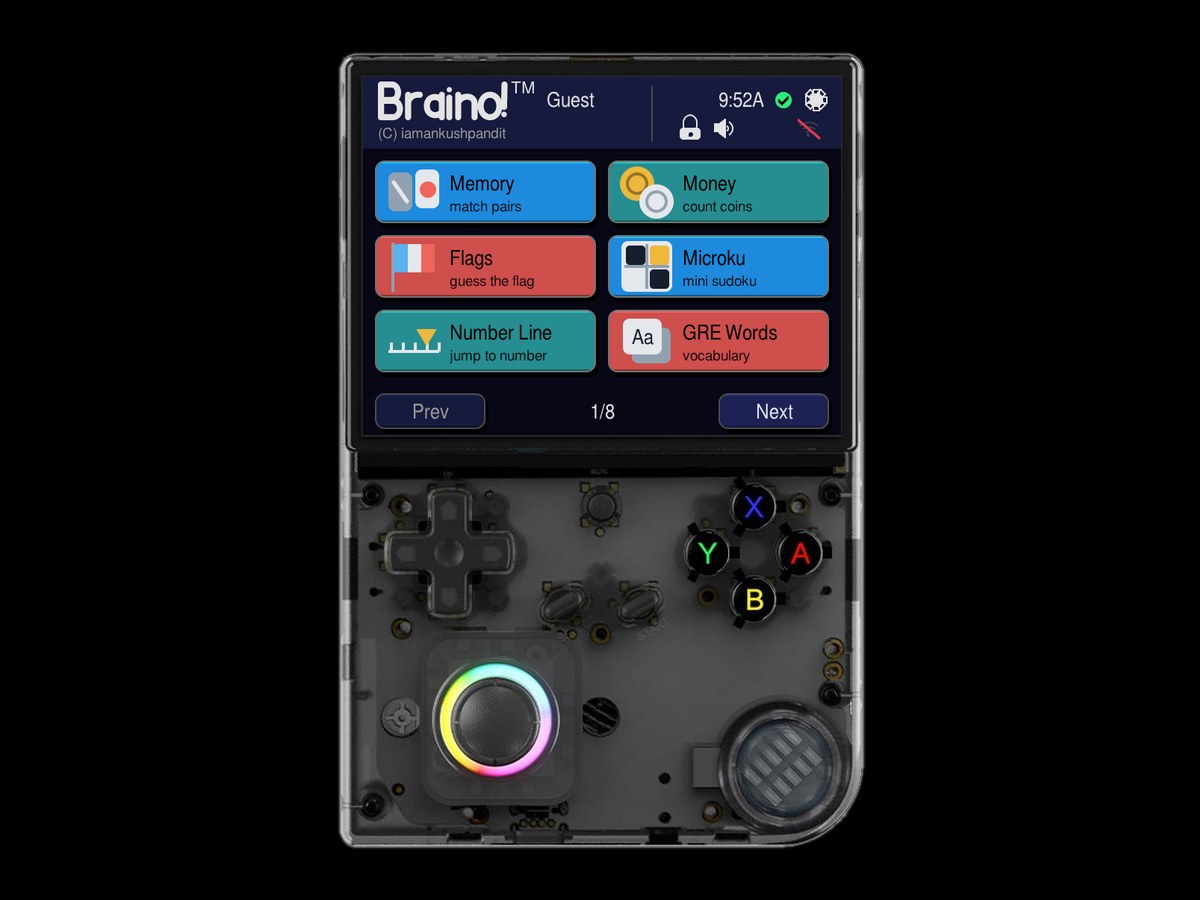 Braino!™ Guest
9:52A
(C) iamankushpandit
Memory
match pairs
Money
count coins
Flags
guess the flag
Microku
mini sudoku
Number Line
jump to number
Aa
GRE Words
vocabulary
Prev
1/8
Next
X
Y
A
B
START